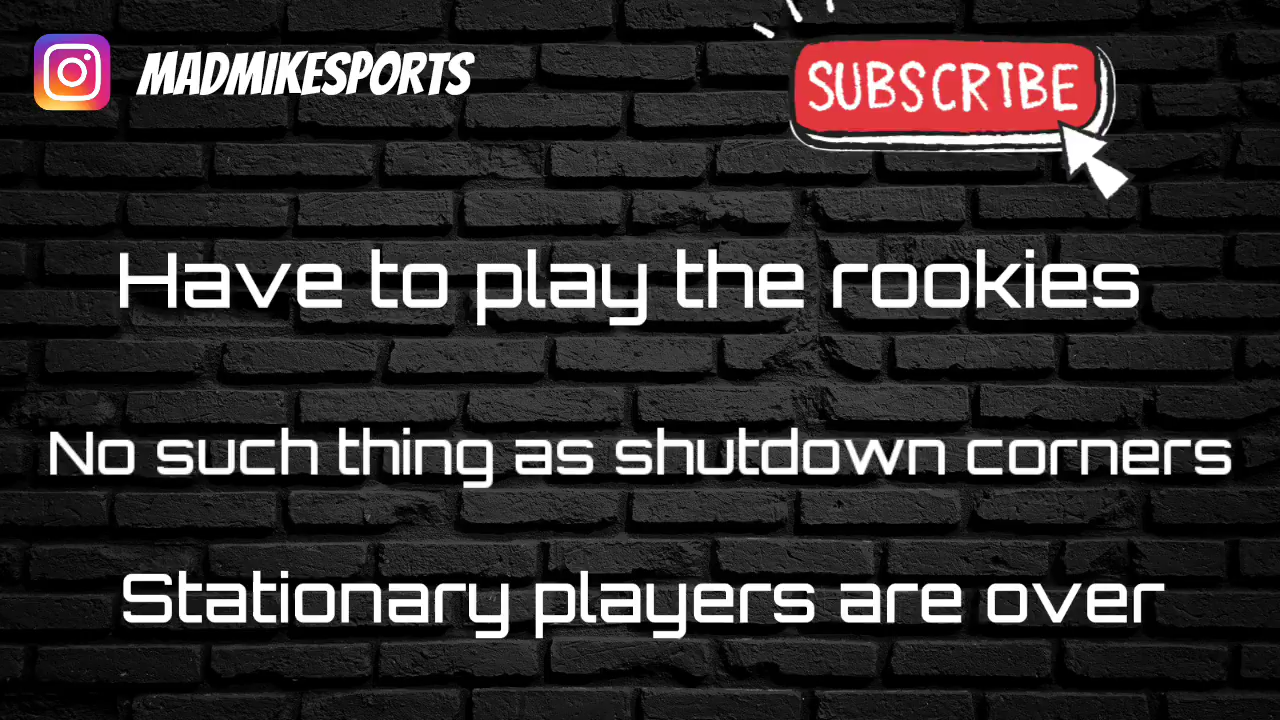 MADMIKESPORTS
SUBSCRIBE
Have to play the rookies
No such thing as shutdown corners
Stationary players are over